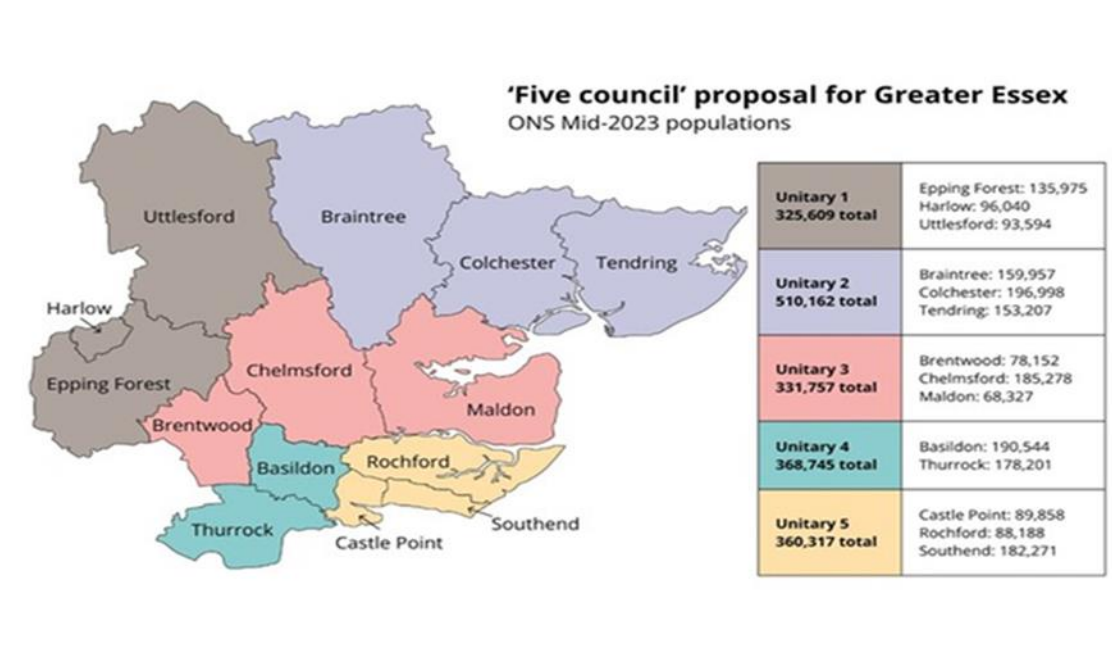 ‘Five council’ proposal for Greater Essex
ONS Mid-2023 populations
Uttlesford
Braintree
Colchester
Tendring
Harlow
Epping Forest
Chelmsford
Maldon
Brentwood
Basildon
Rochford
Thurrock
Southend
Castle Point
Unitary 1
325,609 total
Epping Forest: 135,975
Harlow: 96,040
Uttlesford: 93,594
Unitary 2
510,162 total
Braintree: 159,957
Colchester: 196,998
Tendring: 153,207
Unitary 3
331,757 total
Brentwood: 78,152
Chelmsford: 185,278
Maldon: 68,327
Unitary 4
368,745 total
Basildon: 190,544
Thurrock: 178,201
Unitary 5
360,317 total
Castle Point: 89,858
Rochford: 88,188
Southend: 182,271